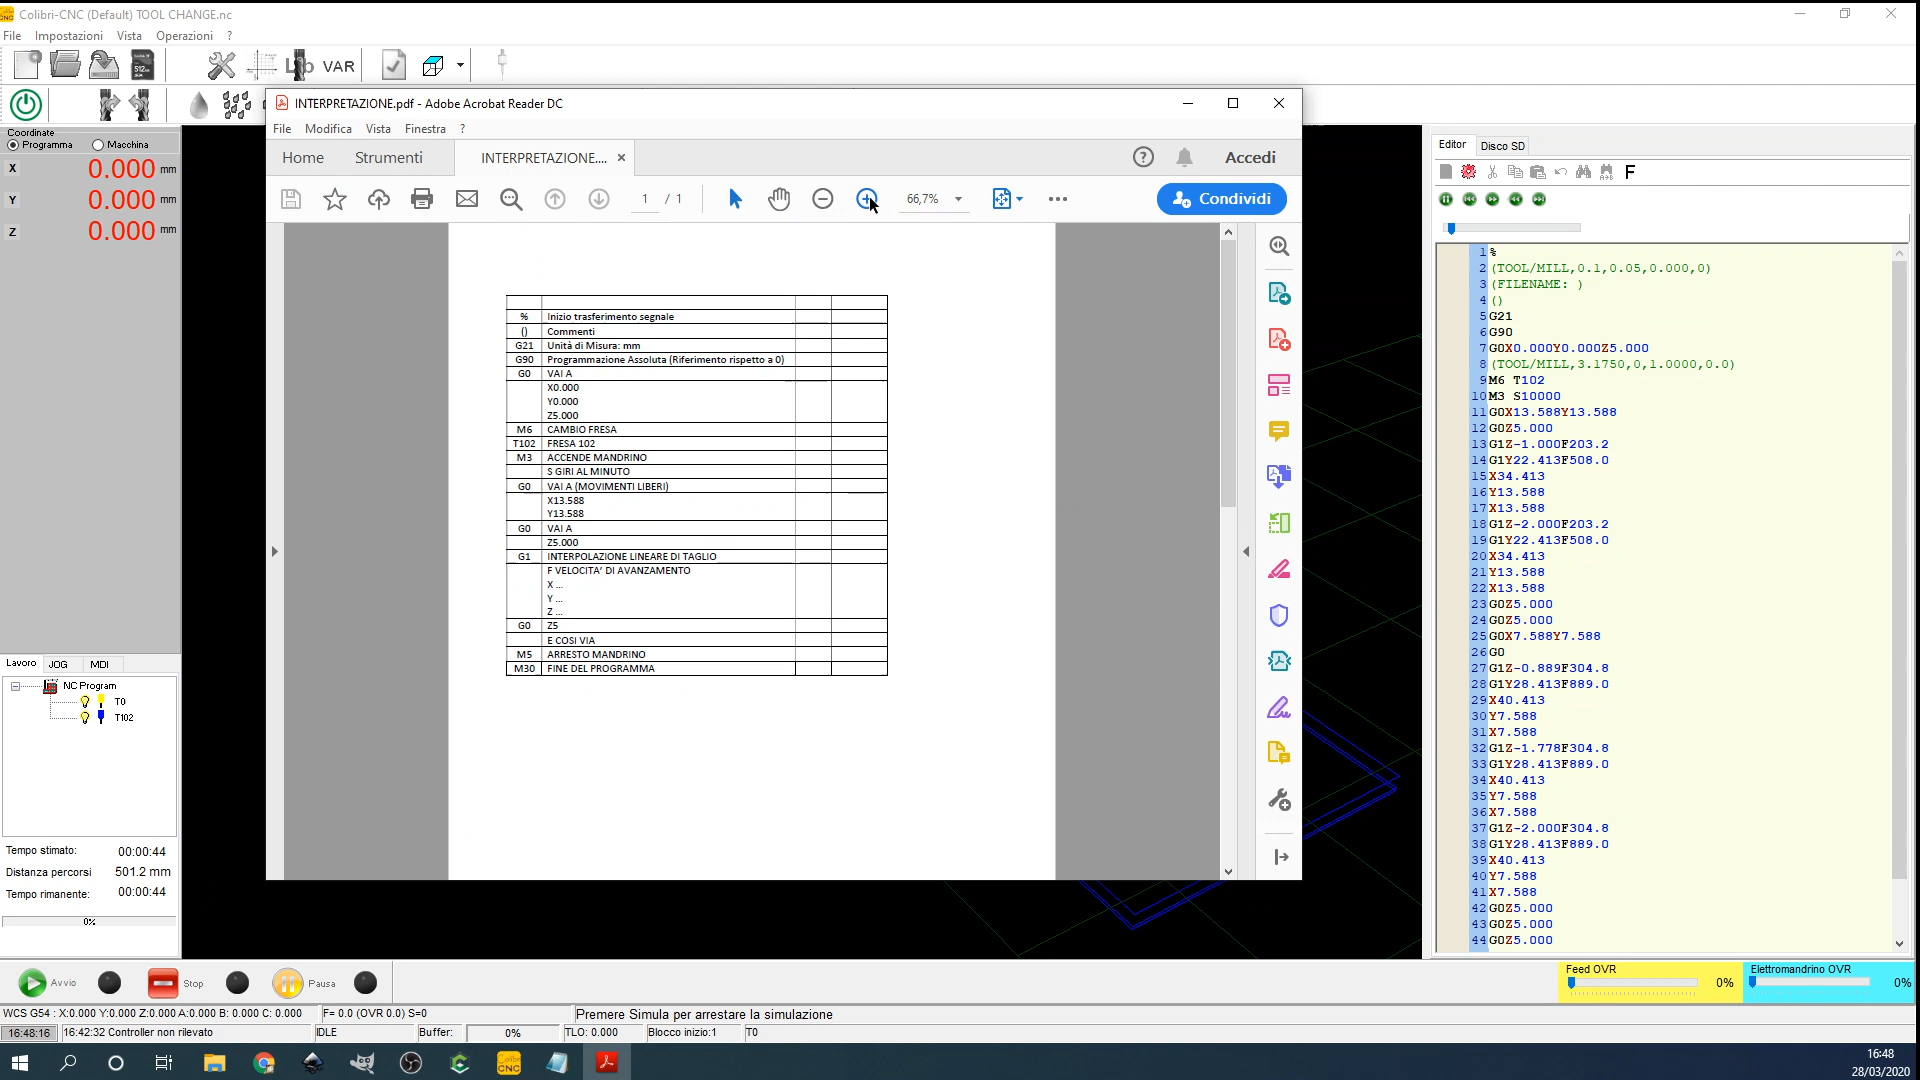 Colibri-CNC (Default) TOOL CHANGE.nc
File Impostazioni Vista Operazioni ?
VAR
INTERPRETAZIONE.pdf - Adobe Acrobat Reader DC
File Modifica Vista Finestra ?
Home Strumenti INTERPRETAZIONE.... × Accedi
1 / 1 66,7% Condividi
Coordinate
Programma Macchina
X 0.000 mm
Y 0.000 mm
Z 0.000 mm
% Inizio trasferimento segnale
() Commenti
G21 Unità di Misura: mm
G90 Programmazione Assoluta (Riferimento rispetto a 0)
G0 VAI A
X0.000
Y0.000
Z5.000
M6 CAMBIO FRESA
T102 FRESA 102
M3 ACCENDE MANDRINO
S GIRI AL MINUTO
G0 VAI A (MOVIMENTI LIBERI)
X13.588
Y13.588
G0 VAI A
Z5.000
G1 INTERPOLAZIONE LINEARE DI TAGLIO
F VELOCITA' DI AVANZAMENTO
X ...
Y ...
Z ...
G0 Z5
E COSI VIA
M5 ARRESTO MANDRINO
M30 FINE DEL PROGRAMMA
Editor Disco SD
F
1 %
2 (TOOL/MILL,0.1,0.05,0.000,0)
3 (FILENAME: )
4 ()
5 G21
6 G90
7 G0X0.000Y0.000Z5.000
8 (TOOL/MILL,3.1750,0,1.0000,0.0)
9 M6 T102
10 M3 S10000
11 G0X13.588Y13.588
12 G0Z5.000
13 G1Z-1.000F203.2
14 G1Y22.413F508.0
15 X34.413
16 Y13.588
17 X13.588
18 G1Z-2.000F203.2
19 G1Y22.413F508.0
20 X34.413
21 Y13.588
22 X13.588
23 G0Z5.000
24 G0Z5.000
25 G0X7.588Y7.588
26 G0
27 G1Z-0.889F304.8
28 G1Y28.413F889.0
29 X40.413
30 Y7.588
31 X7.588
32 G1Z-1.778F304.8
33 G1Y28.413F889.0
34 X40.413
35 Y7.588
36 X7.588
37 G1Z-2.000F304.8
38 G1Y28.413F889.0
39 X40.413
40 Y7.588
41 X7.588
42 G0Z5.000
43 G0Z5.000
44 G0Z5.000
Lavoro JOG MDI
NC Program
T0
T102
Tempo stimato: 00:00:44
Distanza percorsi 501.2 mm
Tempo rimanente: 00:00:44
0%
Avvio Stop Pausa
Feed OVR 0%
Elettromandrino OVR 0%
WCS G54 : X:0.000 Y:0.000 Z:0.000 A:0.000 B: 0.000 C: 0.000 F= 0.0 (OVR 0.0) S=0 Premere Simula per arrestare la simulazione
16:48:16 16:42:32 Controller non rilevato IDLE Buffer: 0% TLO: 0.000 Blocco inizio:1 T0
16:48
28/03/2020